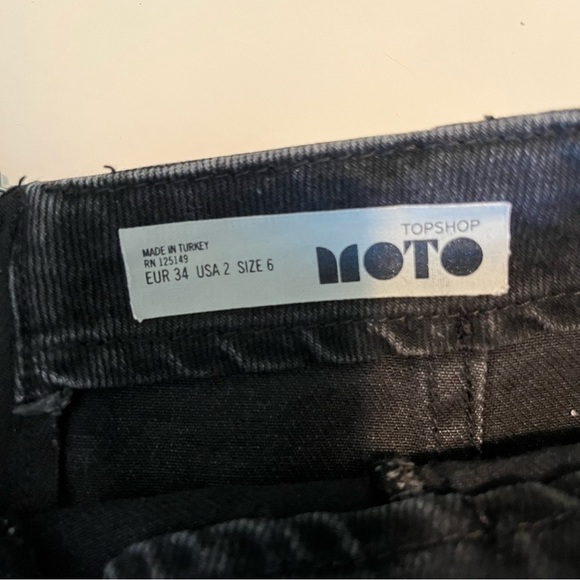 MADE IN TURKEY
RN 125149
EUR 34 USA 2 SIZE 6
TOPSHOP
MOTO